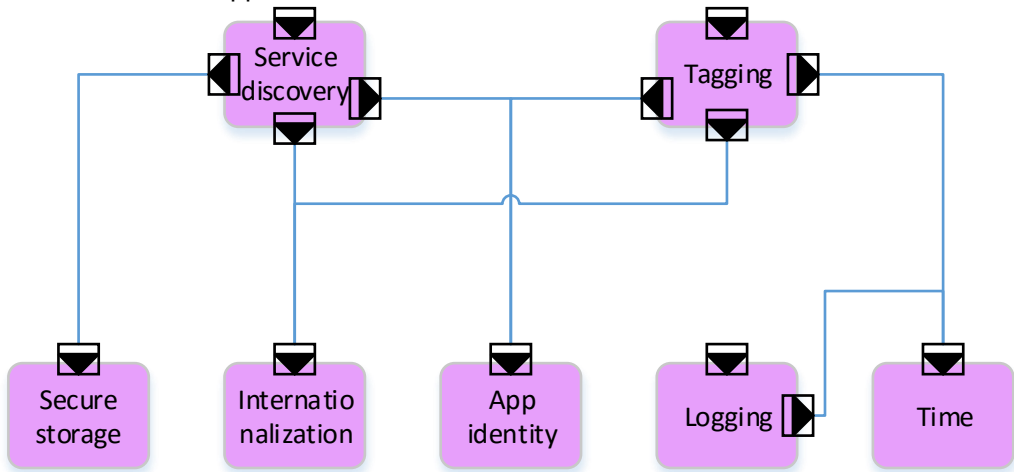 Service
discovery
Tagging
Secure
storage
Internatio
nalization
App
identity
Logging
Time